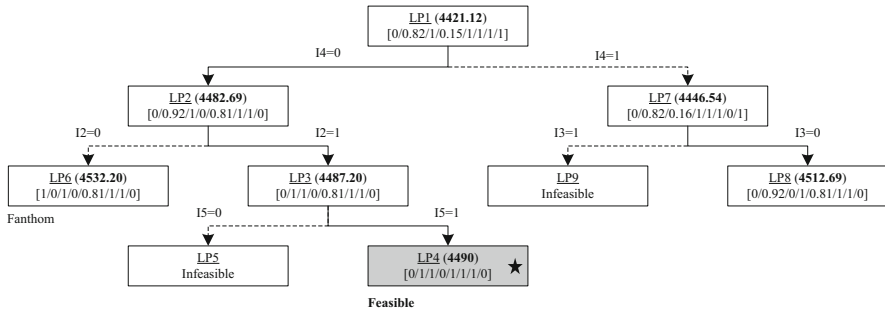 LP1 (4421.12)
[0/0.82/1/0.15/1/1/1/1]
I4=0
I4=1
LP2 (4482.69)
[0/0.92/1/0/0.81/1/1/0]
LP7 (4446.54)
[0/0.82/0.16/1/1/1/0/1]
I2=0
I2=1
I3=1
I3=0
LP6 (4532.20)
[1/0/1/0/0.81/1/1/0]
LP3 (4487.20)
[0/1/1/0/0.81/1/1/0]
LP9
Infeasible
LP8 (4512.69)
[1/0/0.92/0/1/0.81/1/1/0]
Fanthom
I5=0
I5=1
LP5
Infeasible
LP4 (4490)
[0/1/1/0/1/1/1/0]
Feasible